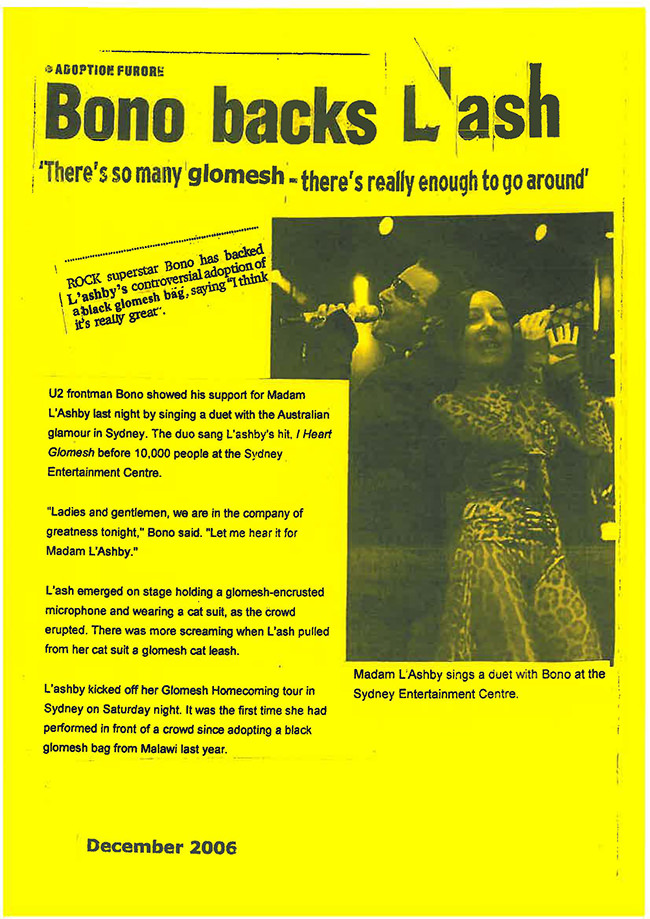 ADOPTION FURORE
Bono backs L'ash
'There's so many glomesh - there's really enough to go around'
ROCK superstar Bono has backed
L'ashby's controversial adoption of
a black glomesh bag, saying "I think
it's really great".
U2 frontman Bono showed his support for Madam
L'Ashby last night by singing a duet with the Australian
glamour in Sydney. The duo sang L'ashby's hit, I Heart
Glomesh before 10,000 people at the Sydney
Entertainment Centre.
"Ladies and gentlemen, we are in the company of
greatness tonight," Bono said. "Let me hear it for
Madam L'Ashby."
L'ash emerged on stage holding a glomesh-encrusted
microphone and wearing a cat suit, as the crowd
erupted. There was more screaming when L'ash pulled
from her cat suit a glomesh cat leash.
L'ashby kicked off her Glomesh Homecoming tour in
Sydney on Saturday night. It was the first time she had
performed in front of a crowd since adopting a black
glomesh bag from Malawi last year.
Madam L'Ashby sings a duet with Bono at the
Sydney Entertainment Centre.
December 2006